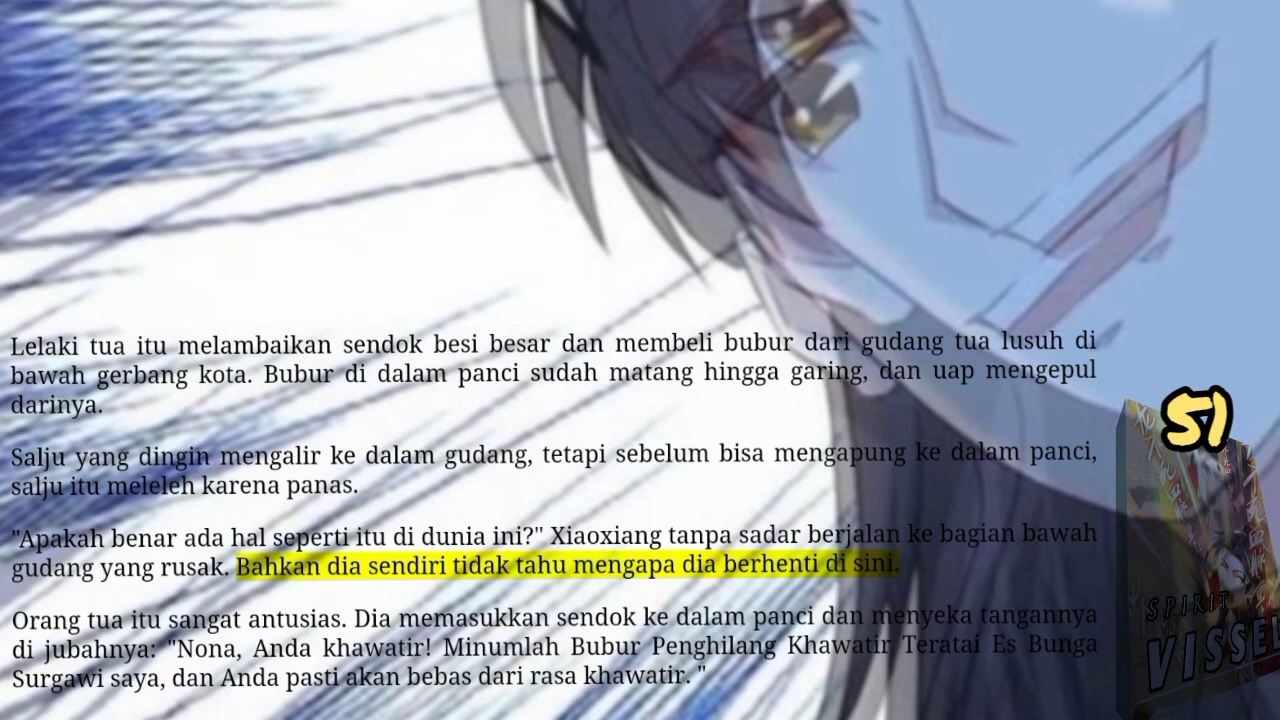 Lelaki tua itu melambaikan sendok besi besar dan membeli bubur dari gudang tua lusuh di
bawah gerbang kota. Bubur di dalam panci sudah matang hingga garing, dan uap mengepul
darinya.
Salju yang dingin mengalir ke dalam gudang, tetapi sebelum bisa mengapung ke dalam panci,
salju itu meleleh karena panas.
"Apakah benar ada hal seperti itu di dunia ini?" Xiaoxiang tanpa sadar berjalan ke bagian bawah
gudang yang rusak. Bahkan dia sendiri tidak tahu mengapa dia berhenti di sini.
Orang tua itu sangat antusias. Dia memasukkan sendok ke dalam panci dan menyeka tangannya
di jubahnya: "Nona, Anda khawatir! Minumlah Bubur Penghilang Khawatir Teratai Es Bunga
Surgawi saya, dan Anda pasti akan bebas dari rasa khawatir. "
51
SPIRIT
VISSEL